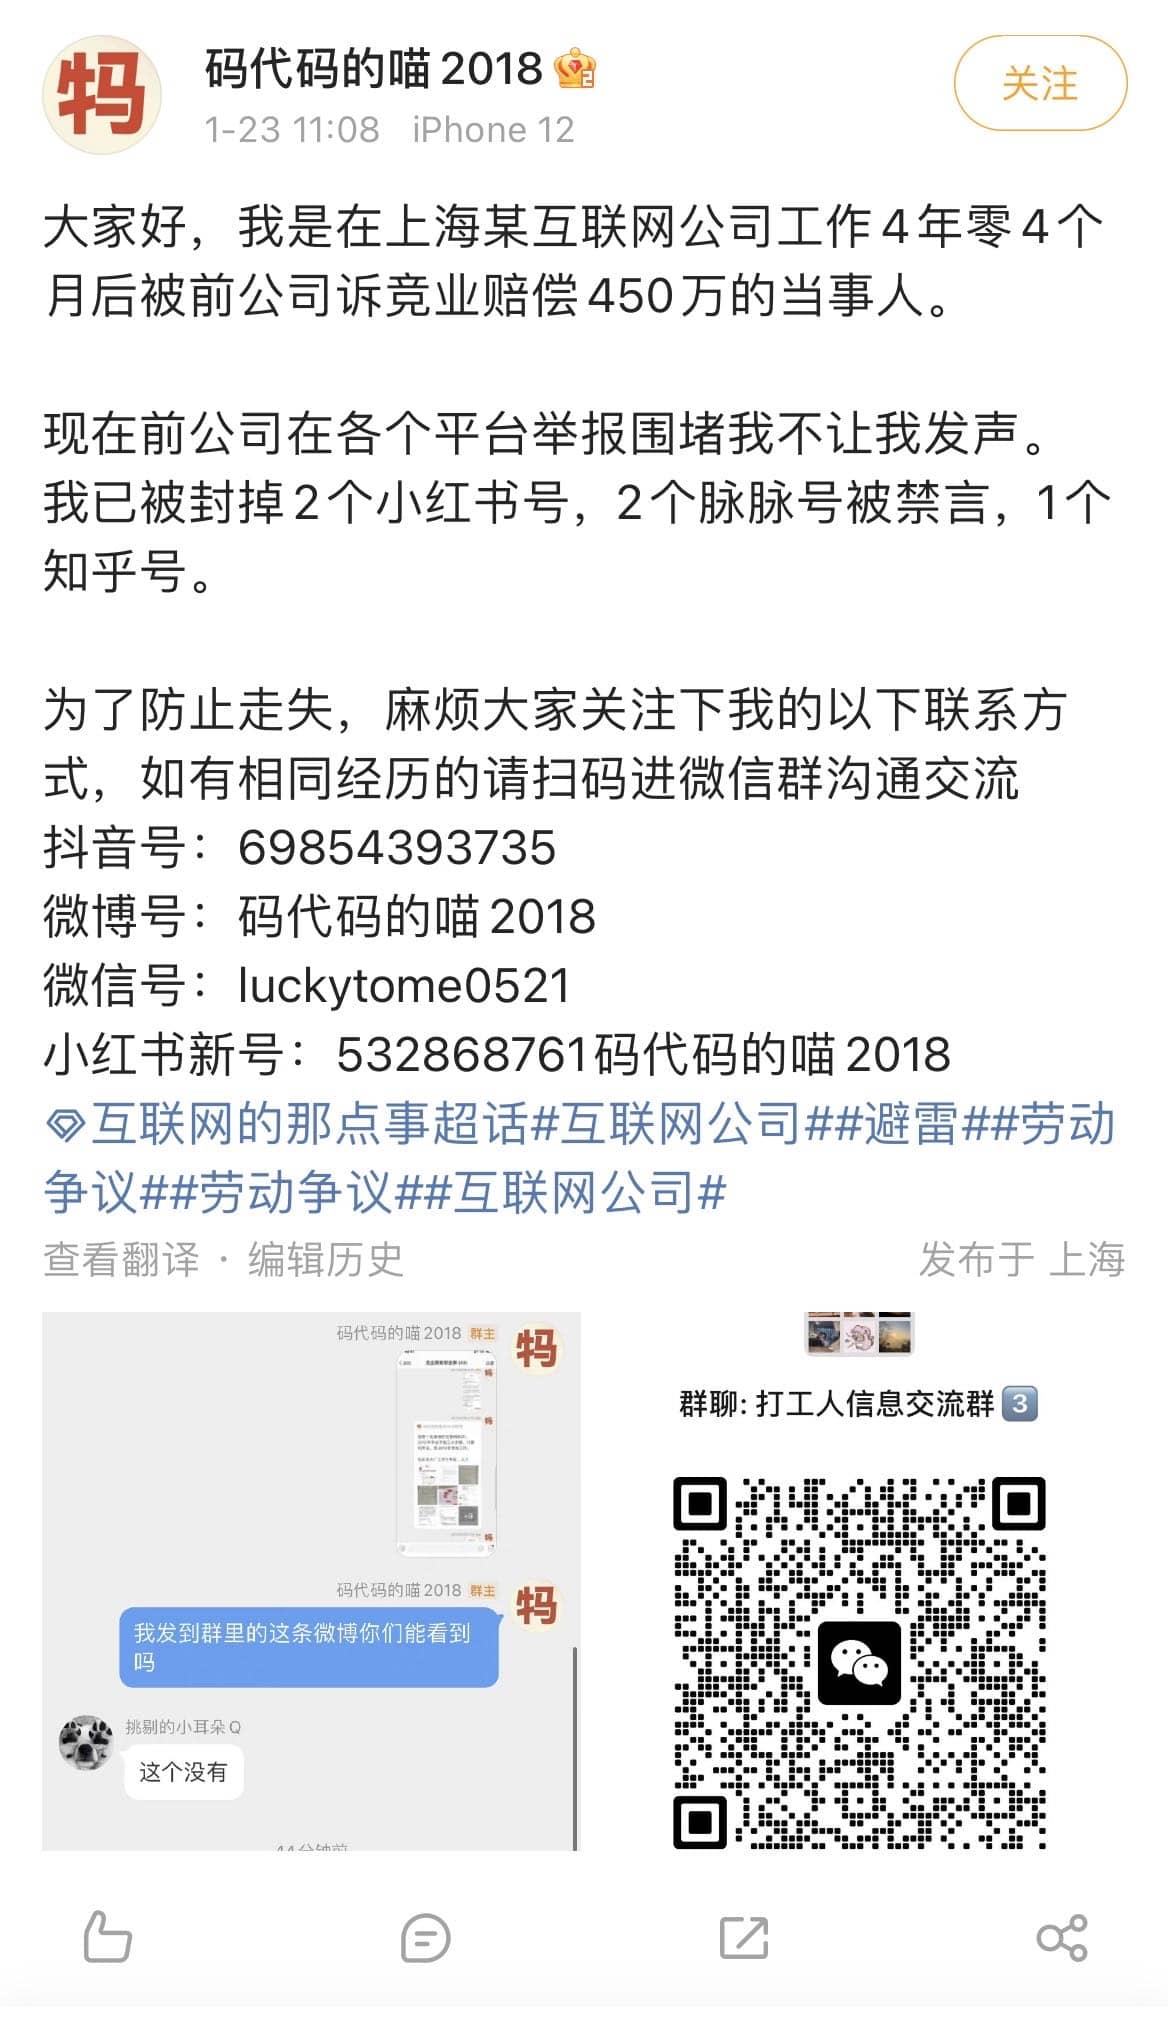 犸
码代码的喵2018
2
1-23 11:08 iPhone 12
关注
大家好，我是在上海某互联网公司工作4年零4个
月后被前公司诉竞业赔偿450万的当事人。
现在前公司在各个平台举报围堵我不让我发声。
我已被封掉2个小红书号，2个脉脉号被禁言，1个
知乎号。
为了防止走失，麻烦大家关注下我的以下联系方
式，如有相同经历的请扫码进微信群沟通交流
抖音号：69854393735
微博号：码代码的喵2018
微信号：luckytome0521
小红书新号：532868761码代码的喵2018
互联网的那点事超话#互联网公司##避雷##劳动
争议##劳动争议##互联网公司#
查看翻译 · 编辑历史
发布于 上海
码代码的喵2018 群主
犸
码代码的喵2018 群主
犸
我发到群里的这条微博你们能看到
吗
挑剔的小耳朵Q
这个没有
44分钟前
群聊: 打工人信息交流群3